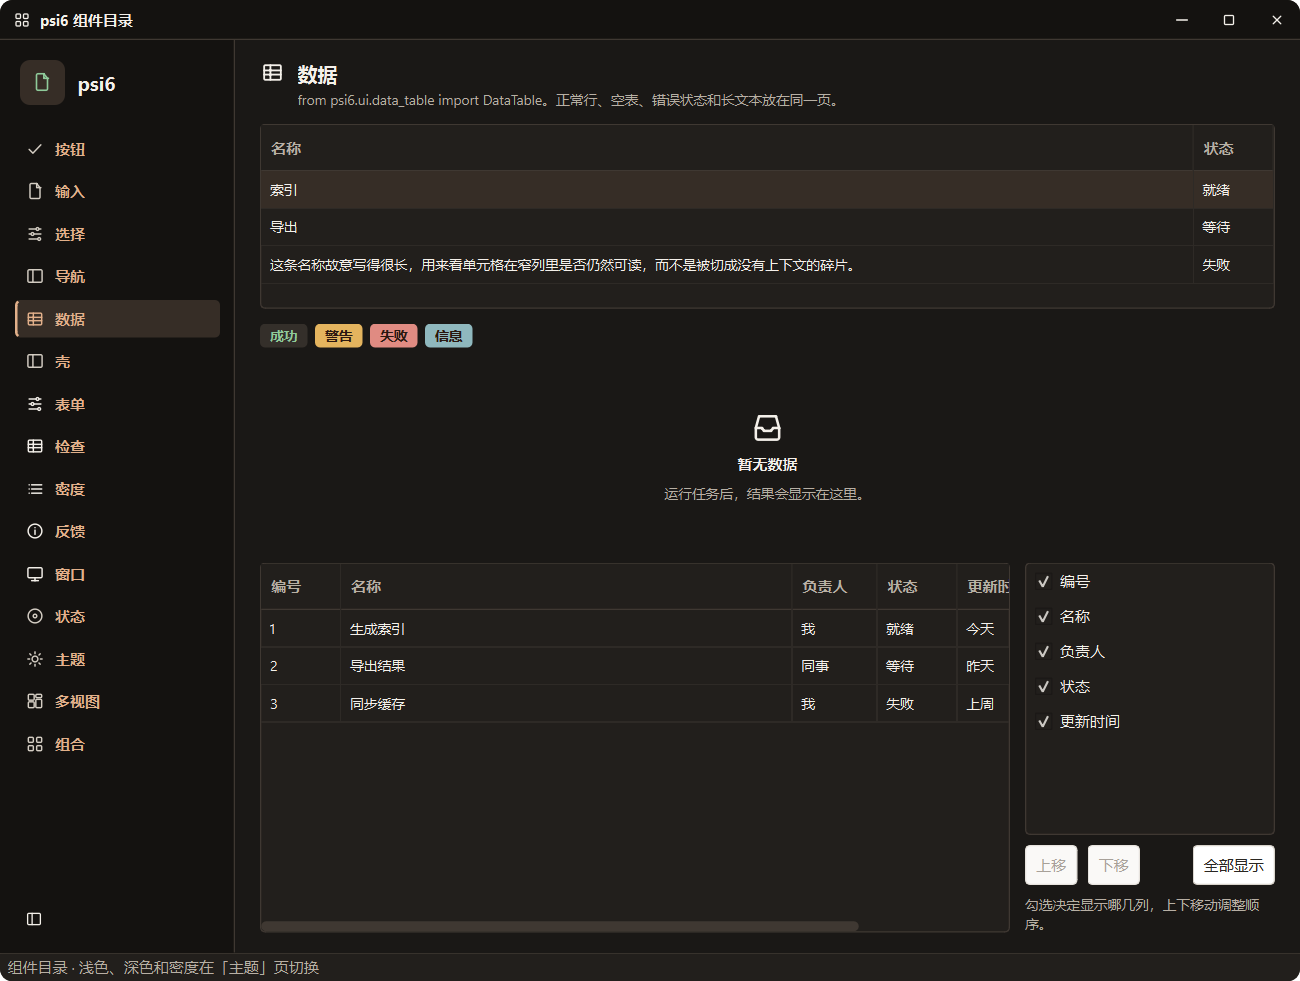 psi6 组件目录
psi6
按钮
输入
选择
导航
数据
壳
表单
检查
密度
反馈
窗口
状态
主题
多视图
组合
数据
from psi6.ui.data_table import DataTable。正常行、空表、错误状态和长文本放在同一页。
名称 状态
索引 就绪
导出 等待
这条名称故意写得很长，用来看单元格在窄列里是否仍然可读，而不是被切成没有上下文的碎片。 失败
成功 警告 失败 信息
暂无数据
运行任务后，结果会显示在这里。
编号 名称 负责人 状态 更新时
1 生成索引 我 就绪 今天
2 导出结果 同事 等待 昨天
3 同步缓存 我 失败 上周
编号
名称
负责人
状态
更新时间
上移 下移 全部显示
勾选决定显示哪几列，上下移动调整顺
序。
组件目录 · 浅色、深色和密度在「主题」页切换